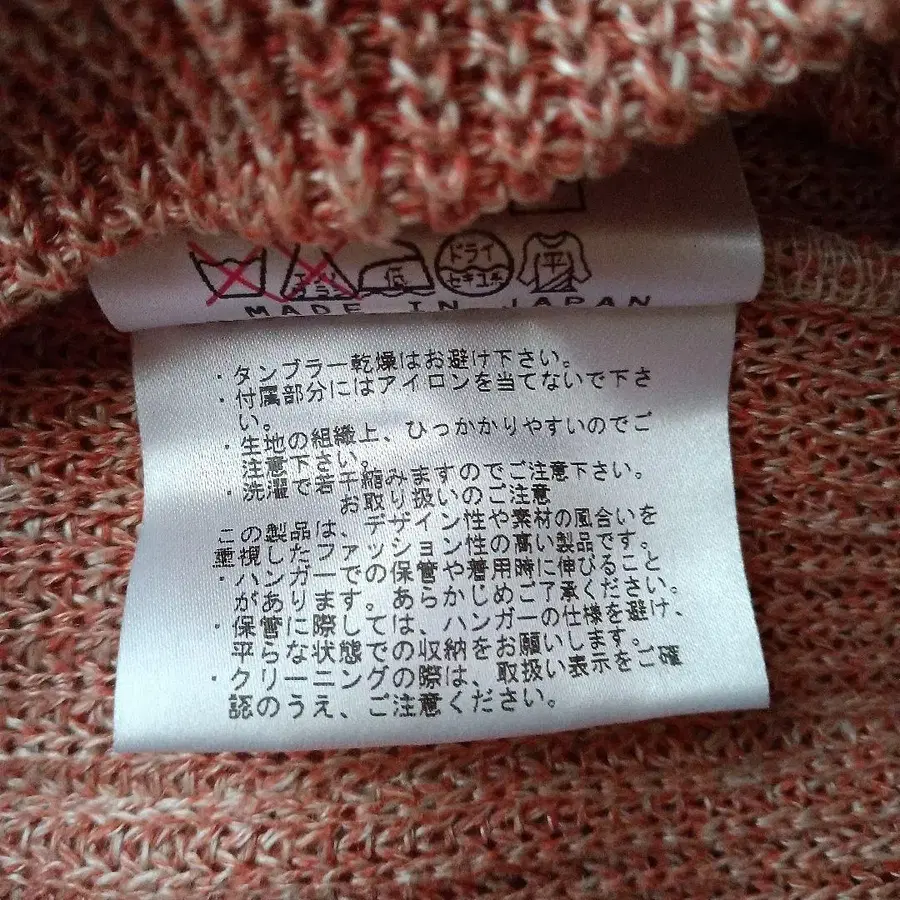 低 ドライ セキユ系 平
MADE IN JAPAN
・タンブラー乾燥はお避け下さい。
・付属部分にはアイロンを当てないで下さ
い。
・生地の組織上、ひっかかりやすいのでご
注意下さい。
・洗濯で若干縮みますのでご注意下さい。
お取り扱いのご注意
この製品は、デザイン性や素材の風合いを
重視したファッション性の高い製品です。
・ハンガーでの保管や着用時に伸びること
があります。あらかじめご了承ください。
・保管に際しては、ハンガーの仕様を避け、
平らな状態での収納をお願いします。
・クリーニングの際は、取扱い表示をご確
認のうえ、ご注意ください。